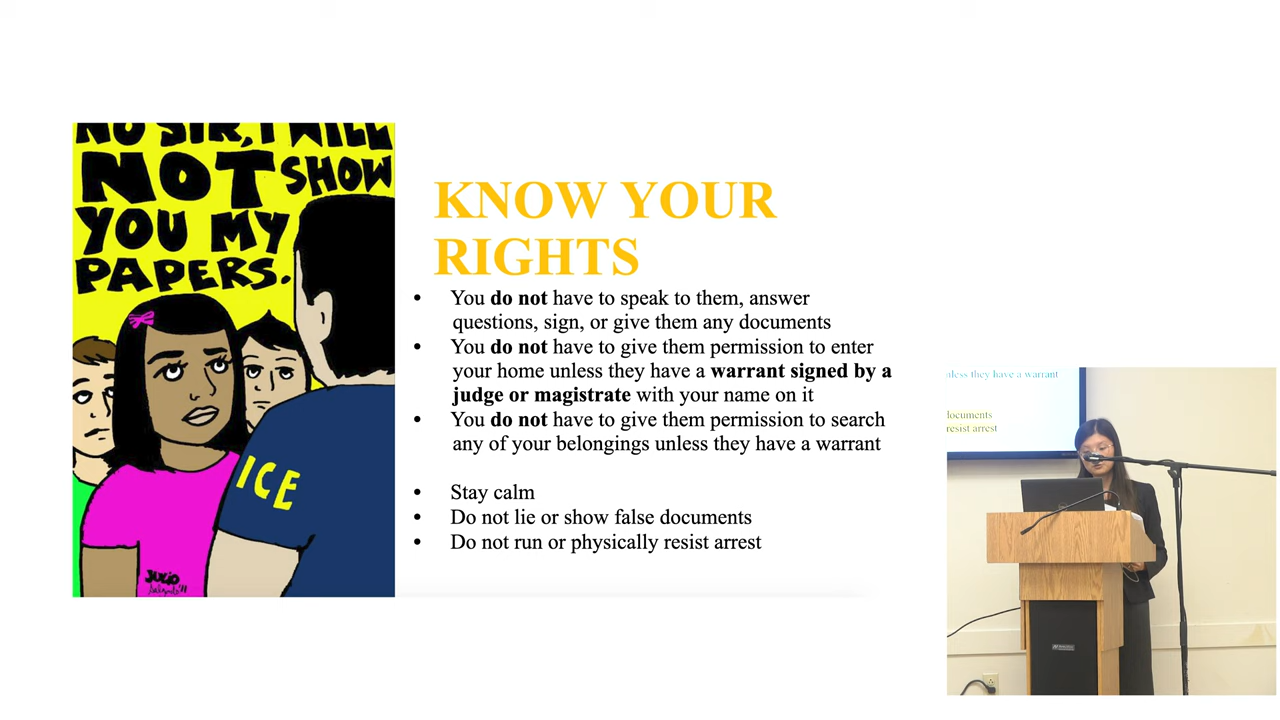 NO SIR, I WILL
NOT SHOW
YOU MY
PAPERS.
ICE
JULIO
Salgado '11
KNOW YOUR
RIGHTS
• You do not have to speak to them, answer
questions, sign, or give them any documents
• You do not have to give them permission to enter
your home unless they have a warrant signed by a
judge or magistrate with your name on it
• You do not have to give them permission to search
any of your belongings unless they have a warrant
• Stay calm
• Do not lie or show false documents
• Do not run or physically resist arrest
unless they have a warrant
documents
resist arrest